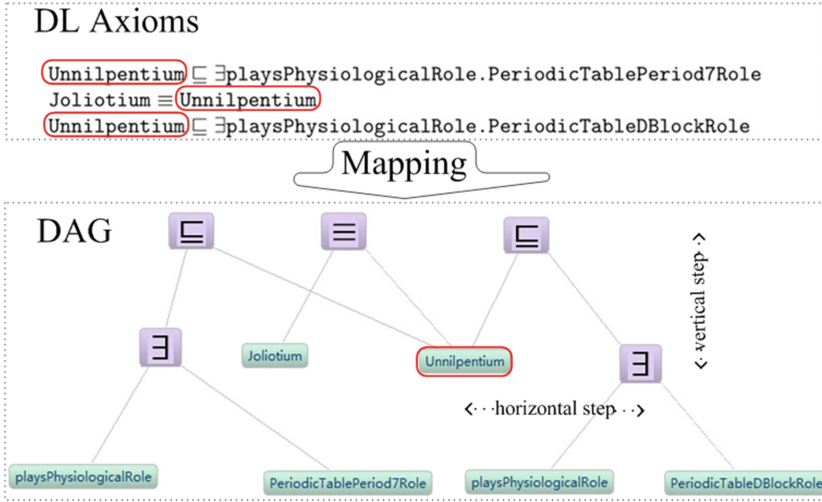 DL Axioms
Unnilpentium ⊑ ∃playsPhysiologicalRole.PeriodicTablePeriod7Role
Joliotium ≡ Unnilpentium
Unnilpentium ⊑ ∃playsPhysiologicalRole.PeriodicTableDBlockRole
Mapping
DAG
⊑ ≡ ⊑
vertical step
∃ Joliotium Unnilpentium ∃
horizontal step
playsPhysiologicalRole PeriodicTablePeriod7Role playsPhysiologicalRole PeriodicTableDBlockRole